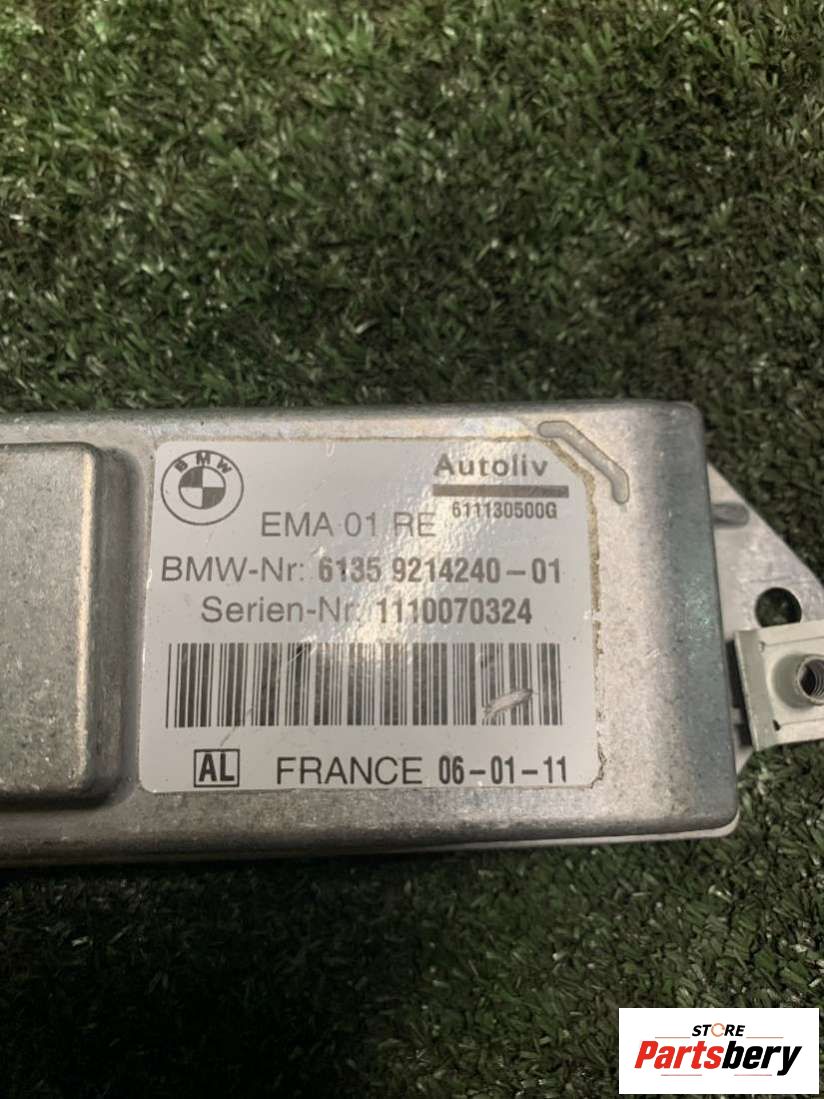 BMW
Autoliv
611130500G
EMA 01 RE
BMW-Nr: 6135 9214240-01
Serien-Nr. 1110070324
AL FRANCE 06-01-11
STORE
Partsbery